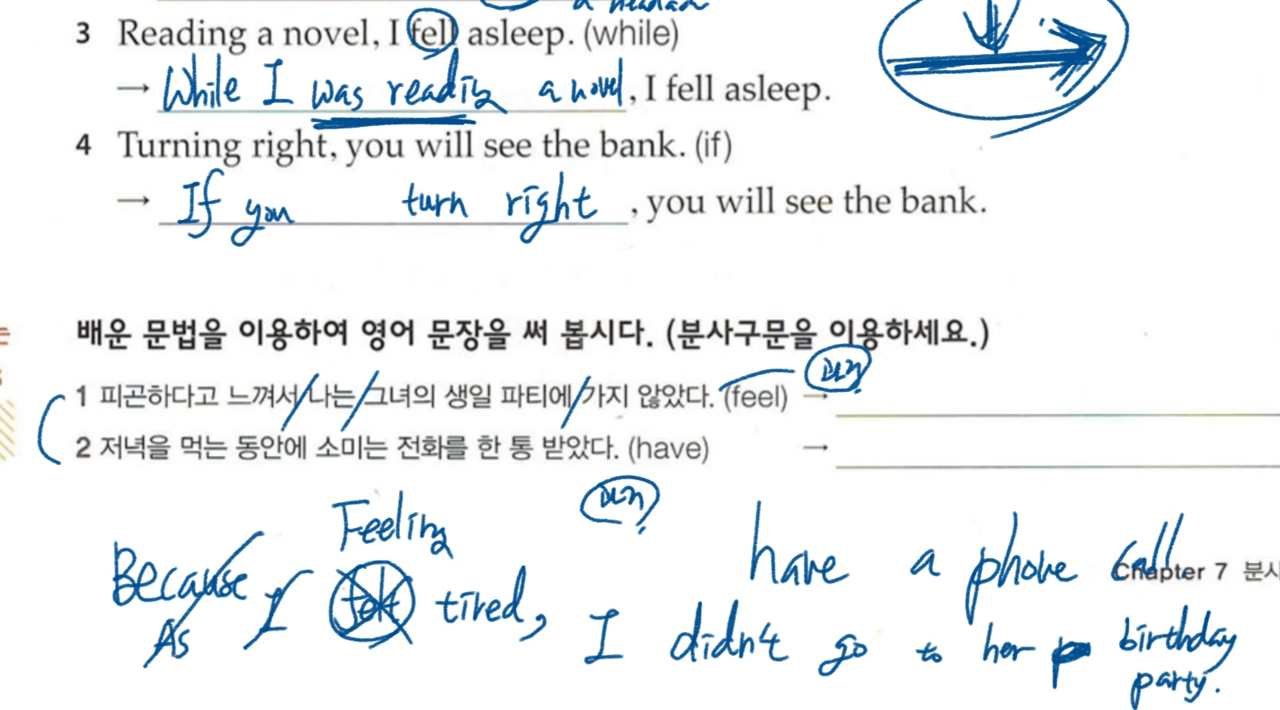 a headac
3 Reading a novel, I fell asleep. (while)
→ While I was reading a novel, I fell asleep.
4 Turning right, you will see the bank. (if)
→ If you turn right, you will see the bank.
배운 문법을 이용하여 영어 문장을 써 봅시다. (분사구문을 이용하세요.)
1 피곤하다고 느껴서/나는/그녀의 생일 파티에/가지 않았다. (feel) → 과거
2 저녁을 먹는 동안에 소미는 전화를 한 통 받았다. (have) →
과거
Feeling
have a phone call
Chapter 7 분사
Because I felt tired, I didn't go to her birthday
As
party.